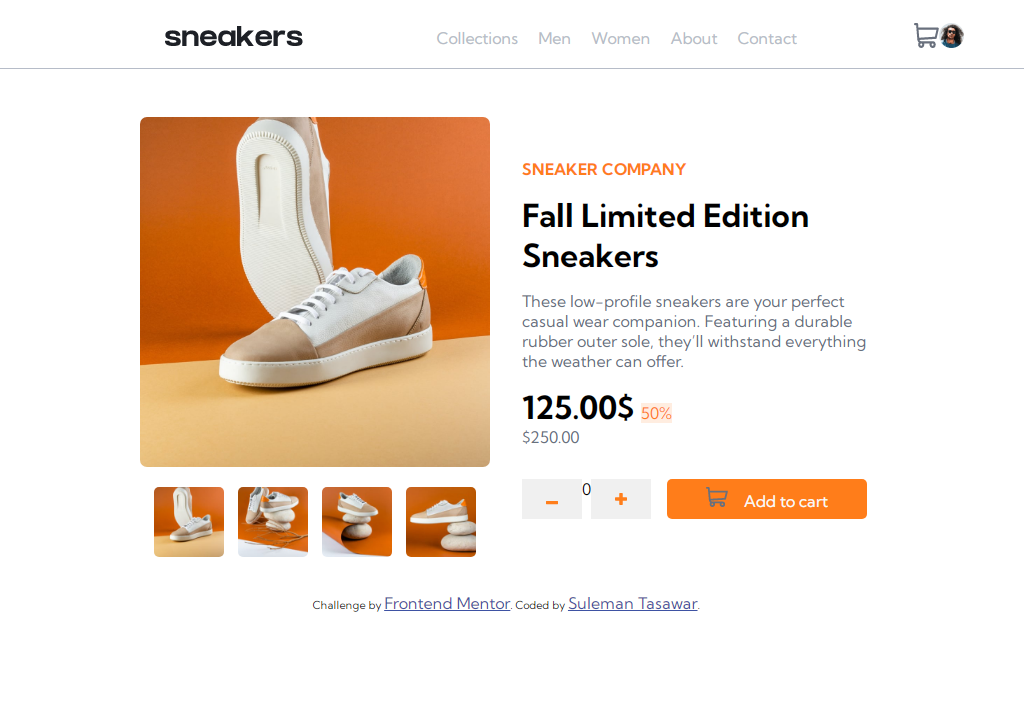 sneakers
Collections Men Women About Contact
SNEAKER COMPANY
Fall Limited Edition
Sneakers
These low-profile sneakers are your perfect
casual wear companion. Featuring a durable
rubber outer sole, they’ll withstand everything
the weather can offer.
125.00$ 50%
$250.00
0
Add to cart
Challenge by Frontend Mentor. Coded by Suleman Tasawar.